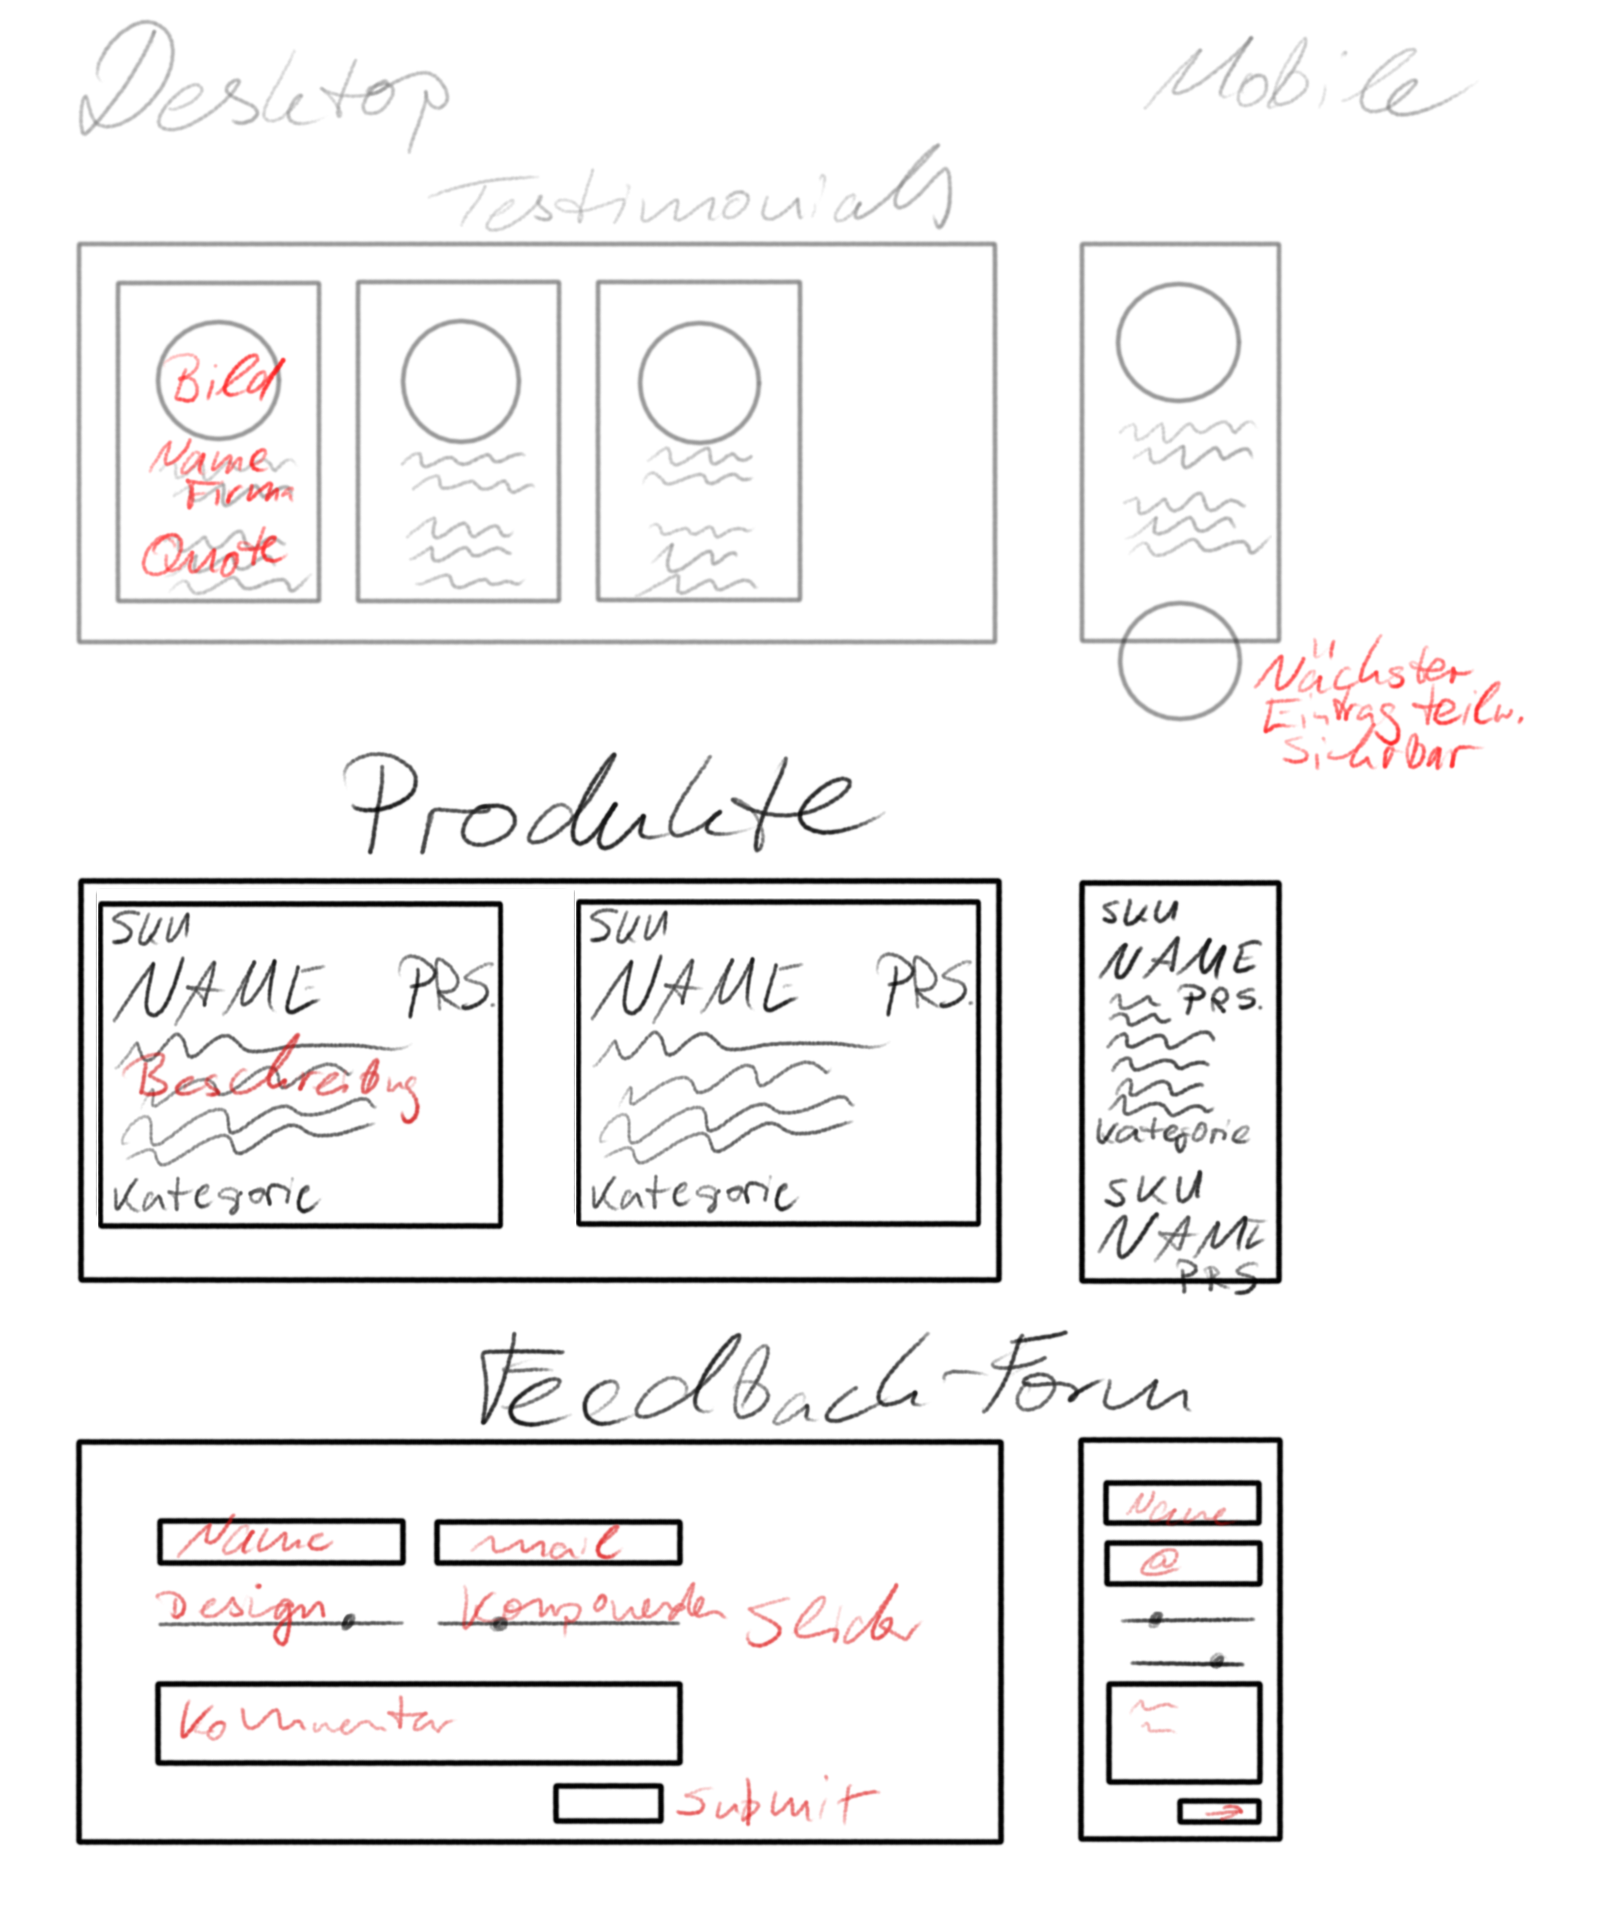 Desktop
Mobile
Testimonials
Bild
Name
Firma
Quote
Nächster
Eintrag teilw.
sichtbar
Produkte
SKU
NAME PRS.
Beschreibung
Kategorie
SKU
NAME PRS.
Kategorie
SKU
NAME
PRS.
Kategorie
SKU
NAME
PRS
Feedback-Form
Name mail
Design Komponenten Slider
Kommentar
Submit
Name
@